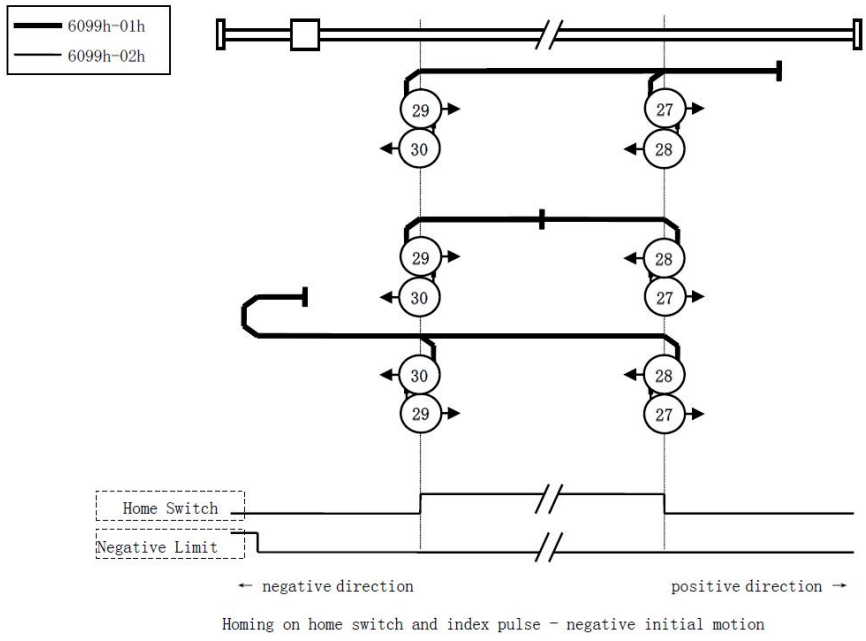 6099h-01h
6099h-02h
29
27
30
28
29
28
30
27
30
28
29
27
Home Switch
Negative Limit
← negative direction
positive direction →
Homing on home switch and index pulse - negative initial motion